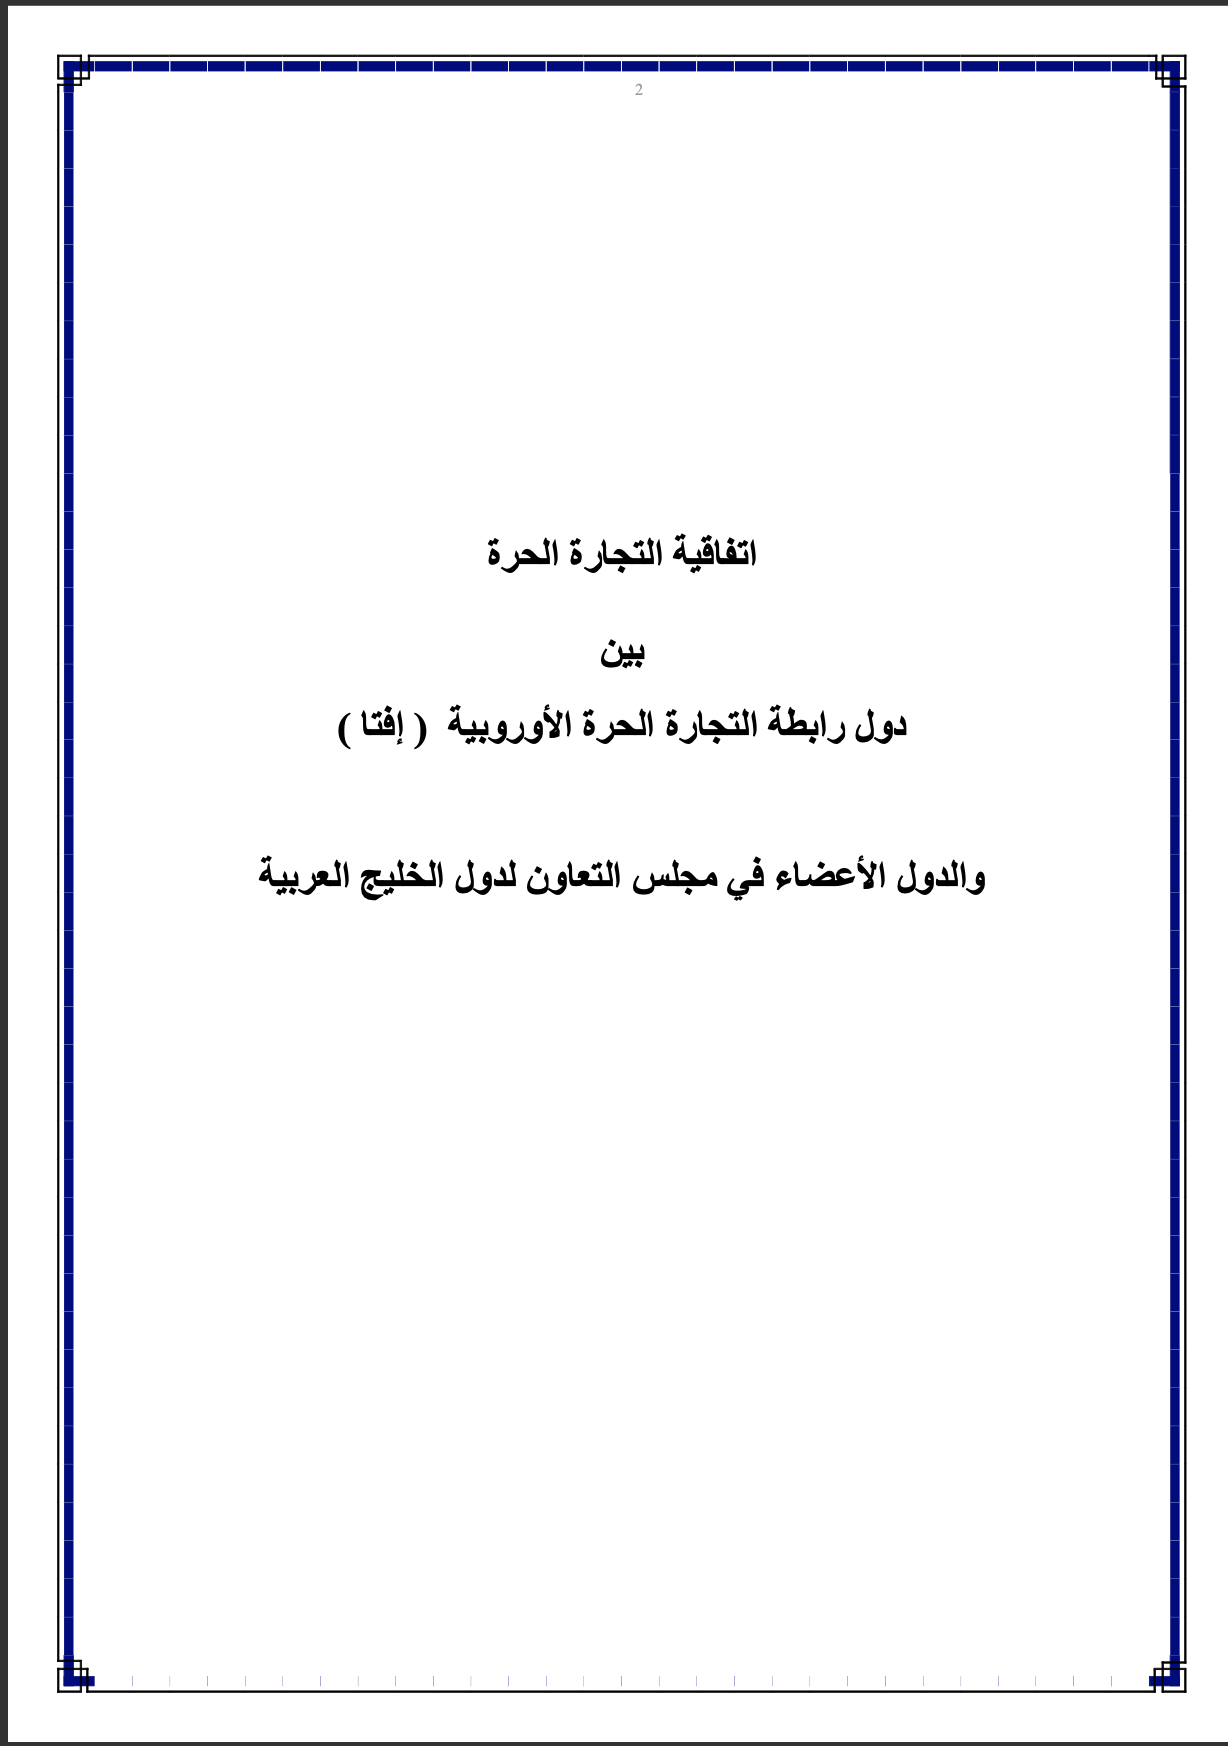 2
اتفاقية التجارة الحرة
بين
دول رابطة التجارة الحرة الأوروبية ( إفتا )
والدول الأعضاء في مجلس التعاون لدول الخليج العربية